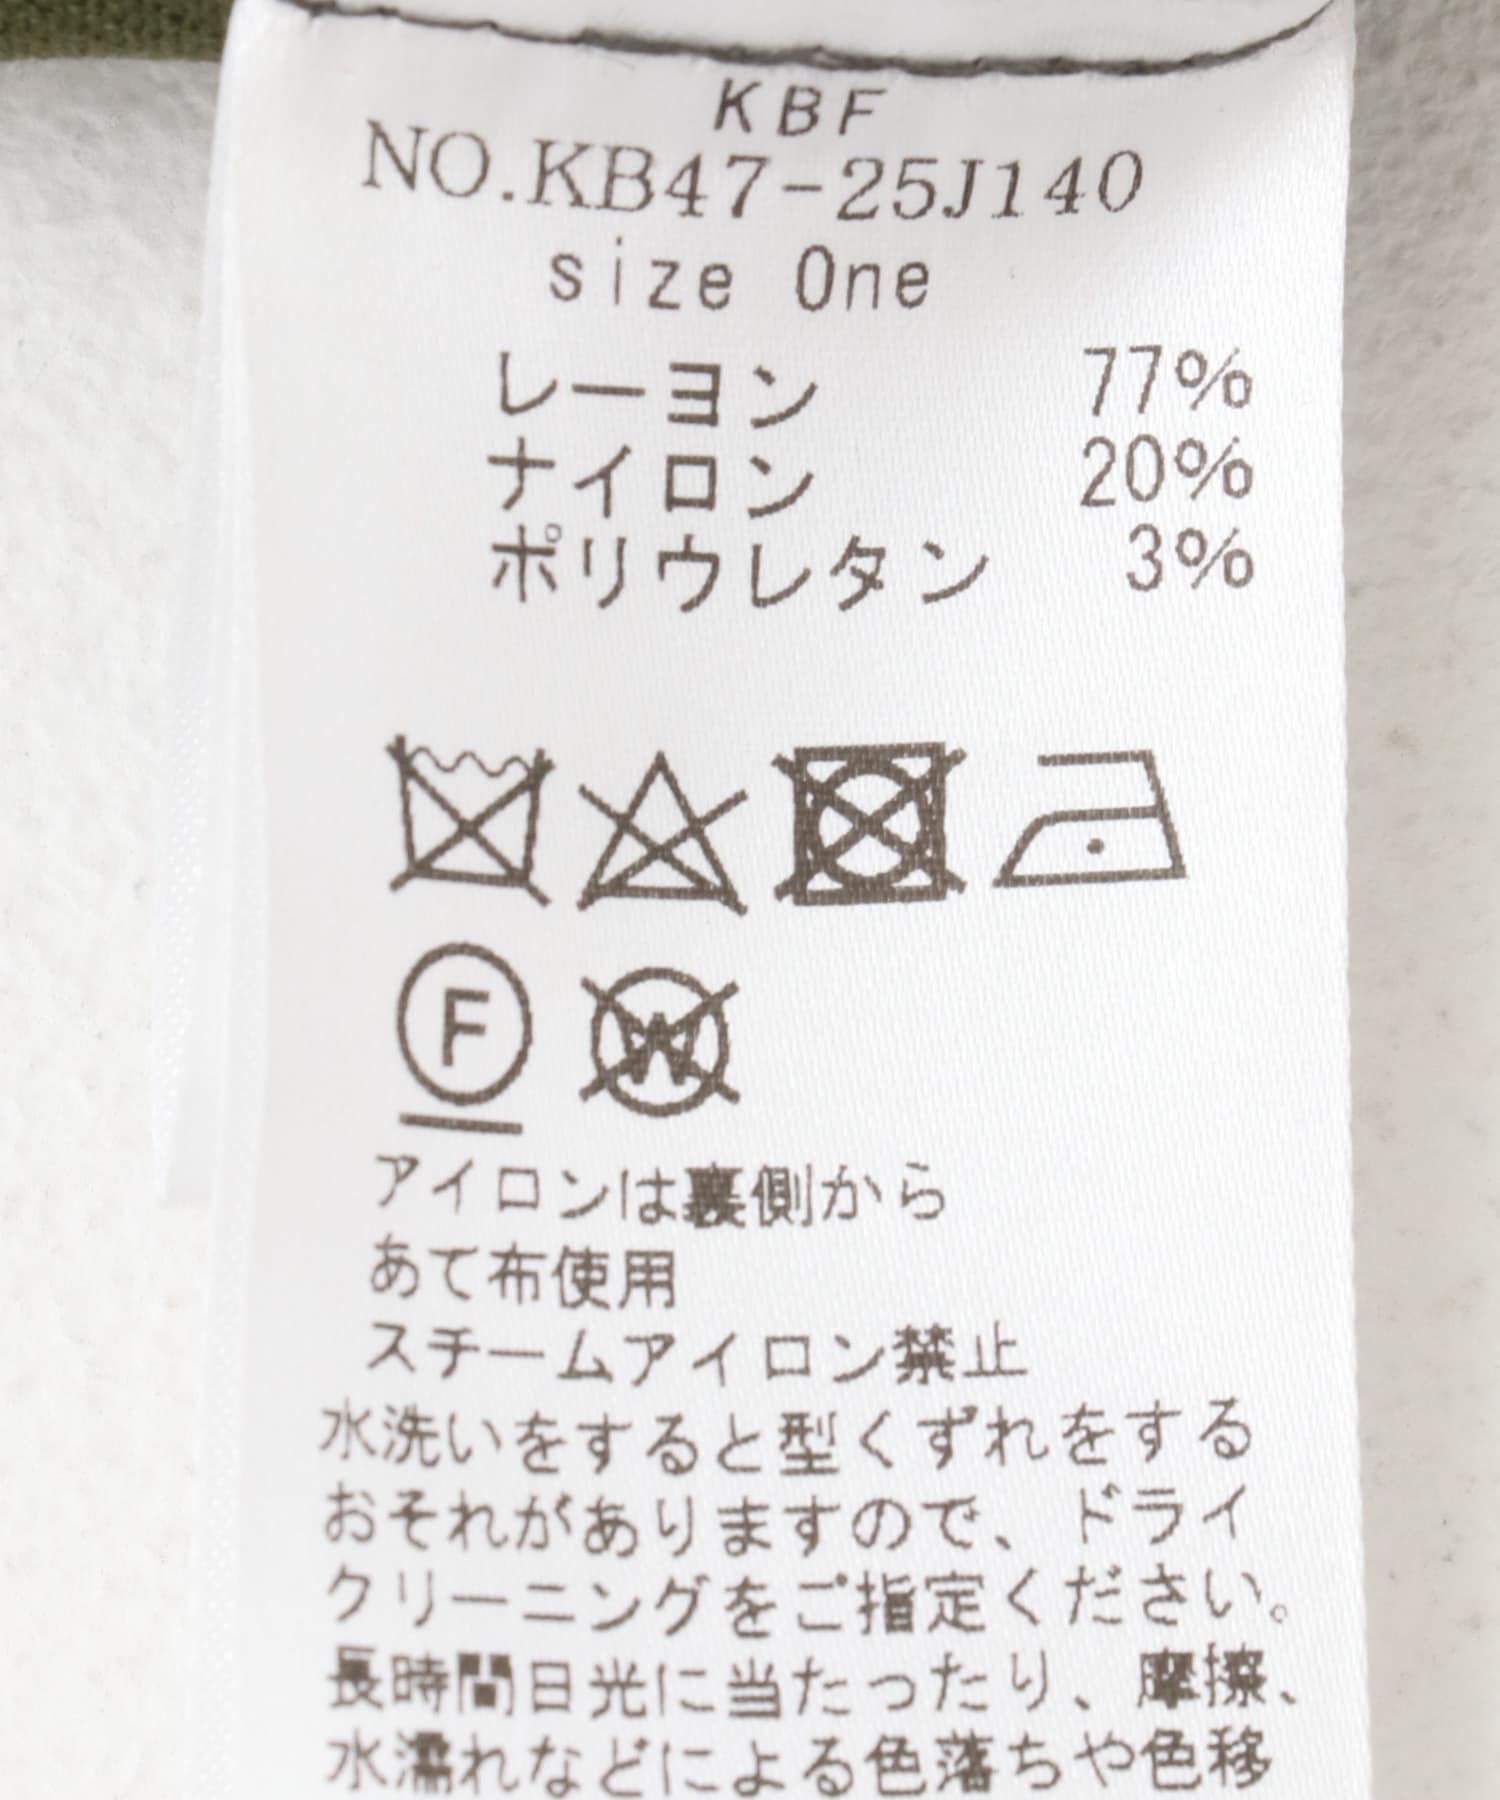 KBF
NO.KB47-25J140
size One
レーヨン 77%
ナイロン 20%
ポリウレタン 3%
F
W
アイロンは裏側から
あて布使用
スチームアイロン禁止
水洗いをすると型くずれをする
おそれがありますので、ドライ
クリーニングをご指定ください。
長時間日光に当たったり、摩擦、
水濡れなどによる色落ちや色移